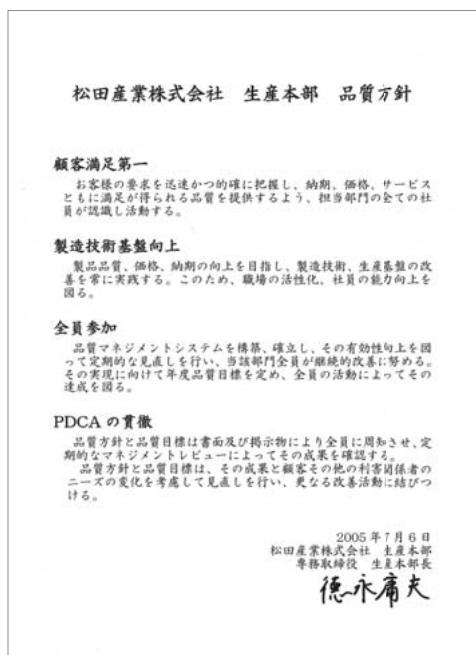 松田産業株式会社　生産本部　品質方針
顧客満足第一
お客様の要求を迅速かつ的確に把握し、納期、価格、サービス
ともに満足が得られる品質を提供するよう、担当部門の全ての社
員が認識し活動する。
製造技術基盤向上
製品品質、価格、納期の向上を目指し、製造技術、生産基盤の改
善を常に実践する。このため、職場の活性化、社員の能力向上を
図る。
全員参加
品質マネジメントシステムを構築、確立し、その有効性向上を図
って定期的な見直しを行い、当該部門全員が継続的改善に努める。
その実現に向けて年度品質目標を定め、全員の活動によってその
達成を図る。
PDCAの貫徹
品質方針と品質目標は書面及び掲示物により全員に周知させ、定
期的なマネジメントレビューによってその成果を確認する。
品質方針と品質目標は、その成果と顧客その他の利害関係者の
ニーズの変化を考慮して見直しを行い、更なる改善活動に結びつ
ける。
2005年7月6日
松田産業株式会社　生産本部
専務取締役　生産本部長
徳永庸夫